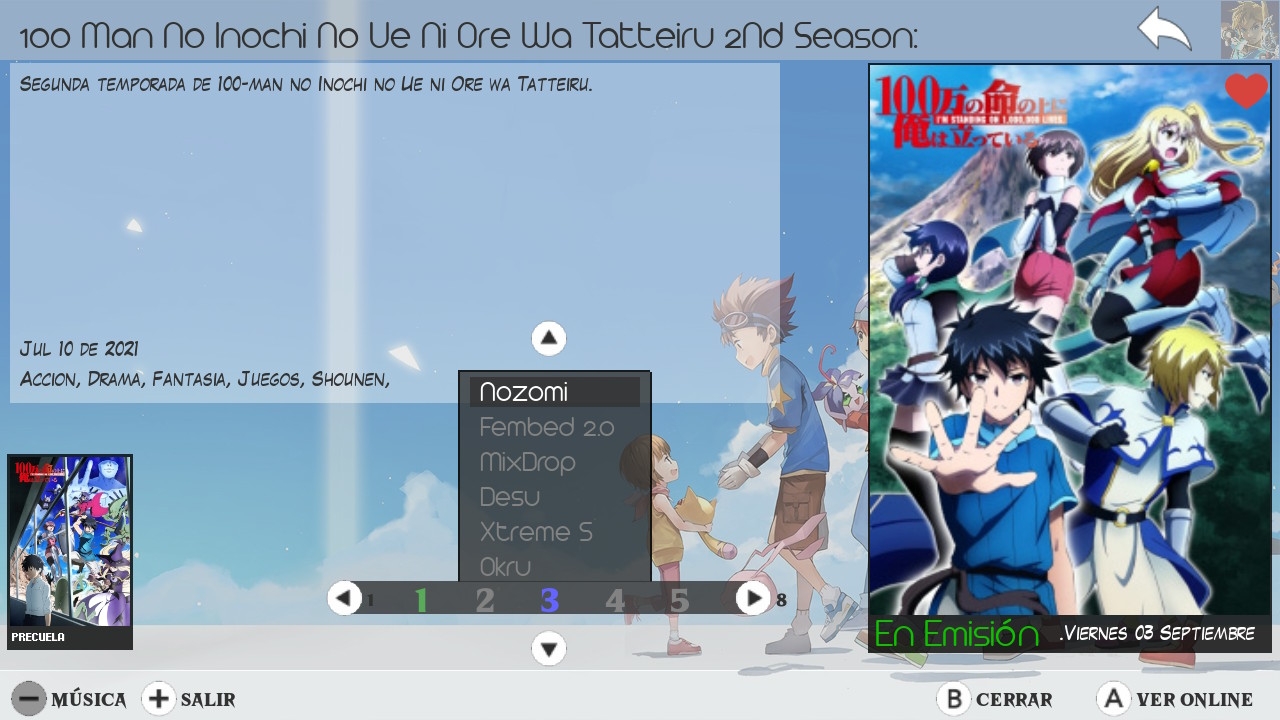 100 Man No Inochi No Ue Ni Ore Wa Tatteiru 2Nd Season:
Segunda temporada de 100-man no Inochi no Ue ni Ore wa Tatteiru.
100万の命の上に
I'M STANDING ON 1,000,000 LIVES.
俺は立っている
Jul 10 de 2021
Accion, Drama, Fantasia, Juegos, Shounen,
Nozomi
Fembed 2.0
MixDrop
Desu
Xtreme S
Okru
1 1 2 3 4 5 8
PRECUELA
En Emisión .Viernes 03 Septiembre
MÚSICA + SALIR B CERRAR A VER ONLINE